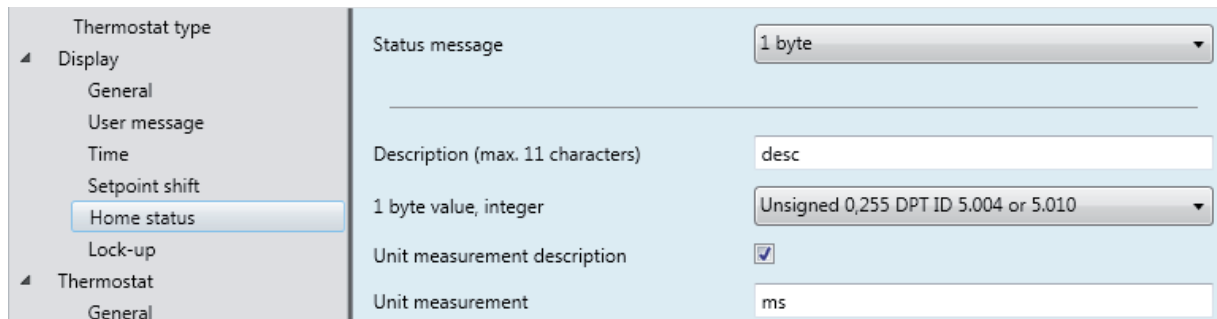 Thermostat type
Display
General
User message
Time
Setpoint shift
Home status
Lock-up
Thermostat
General
Status message 1 byte
Description (max. 11 characters) desc
1 byte value, integer Unsigned 0,255 DPT ID 5.004 or 5.010
Unit measurement description
Unit measurement ms